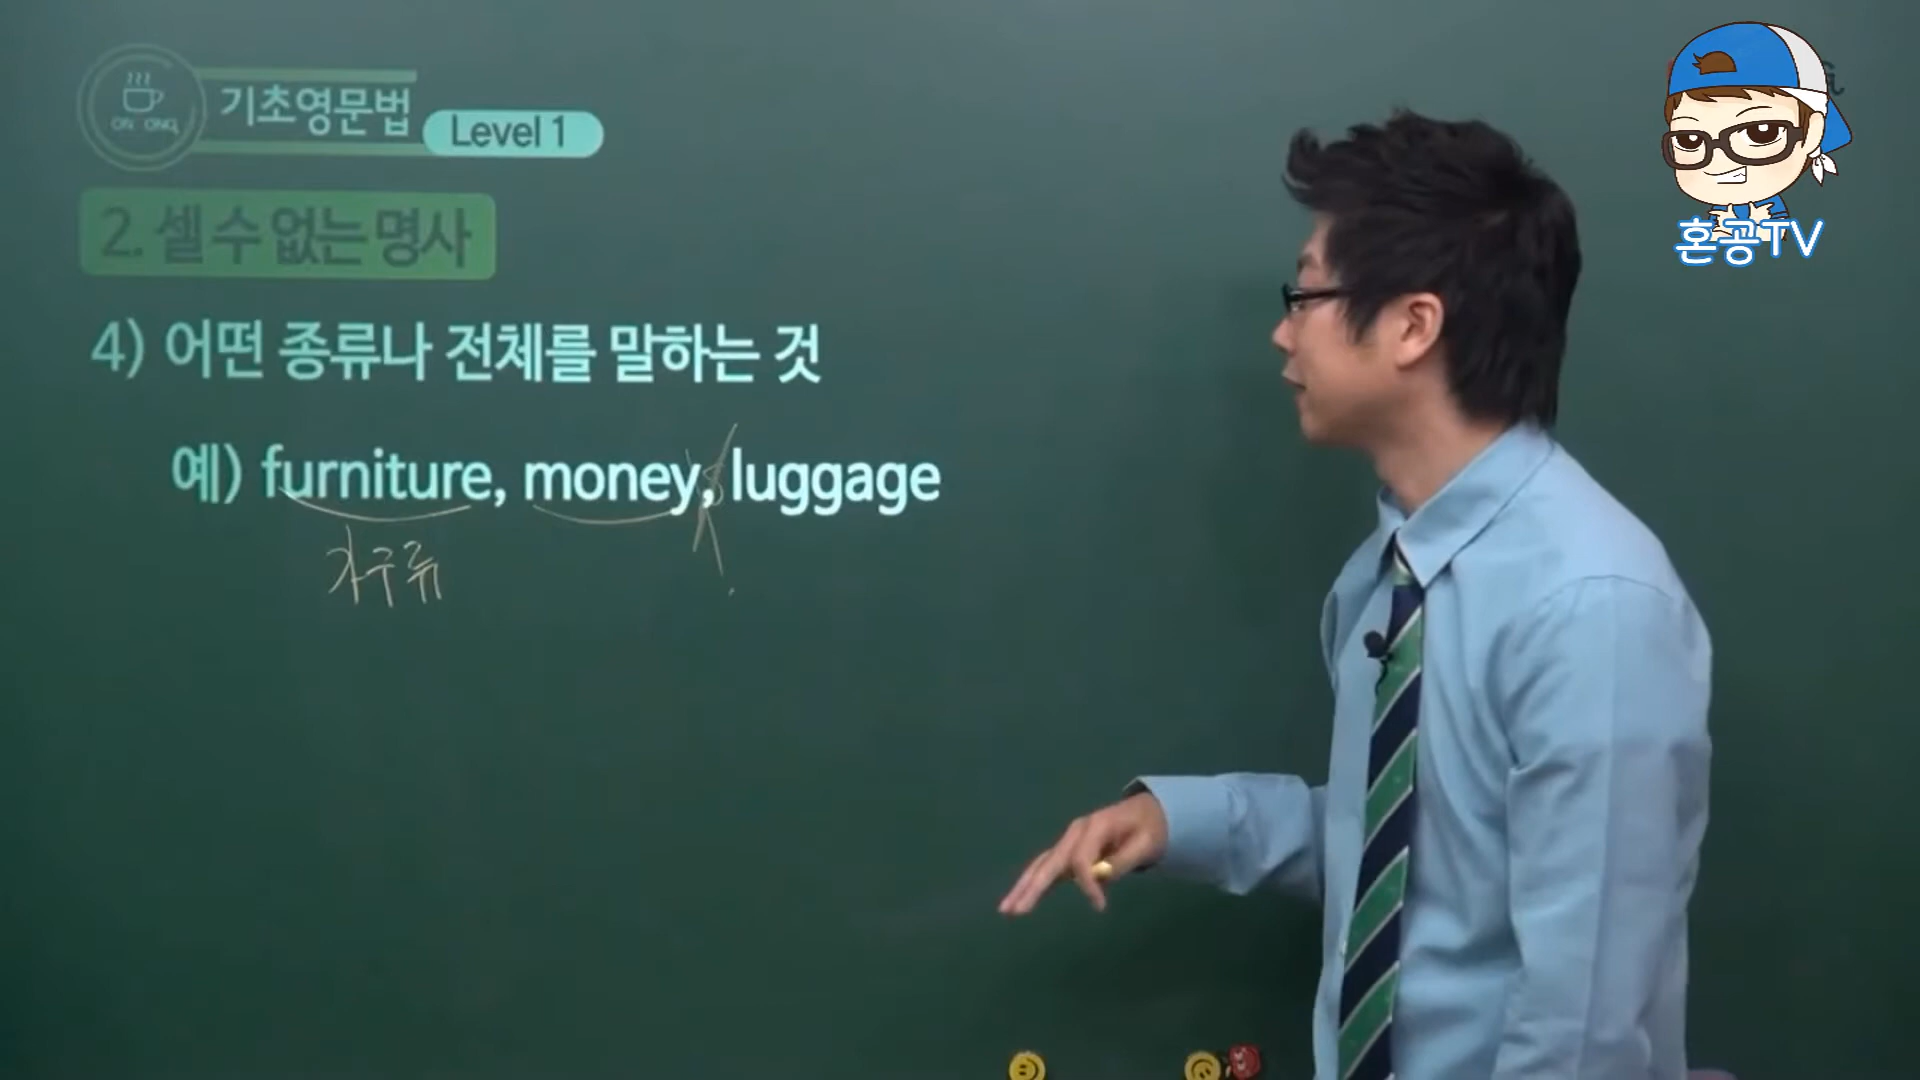 ON ONQ
기초영문법
Level 1
2. 셀 수 없는 명사
4) 어떤 종류나 전체를 말하는 것
예) furniture, money, luggage
가구류
혼공TV